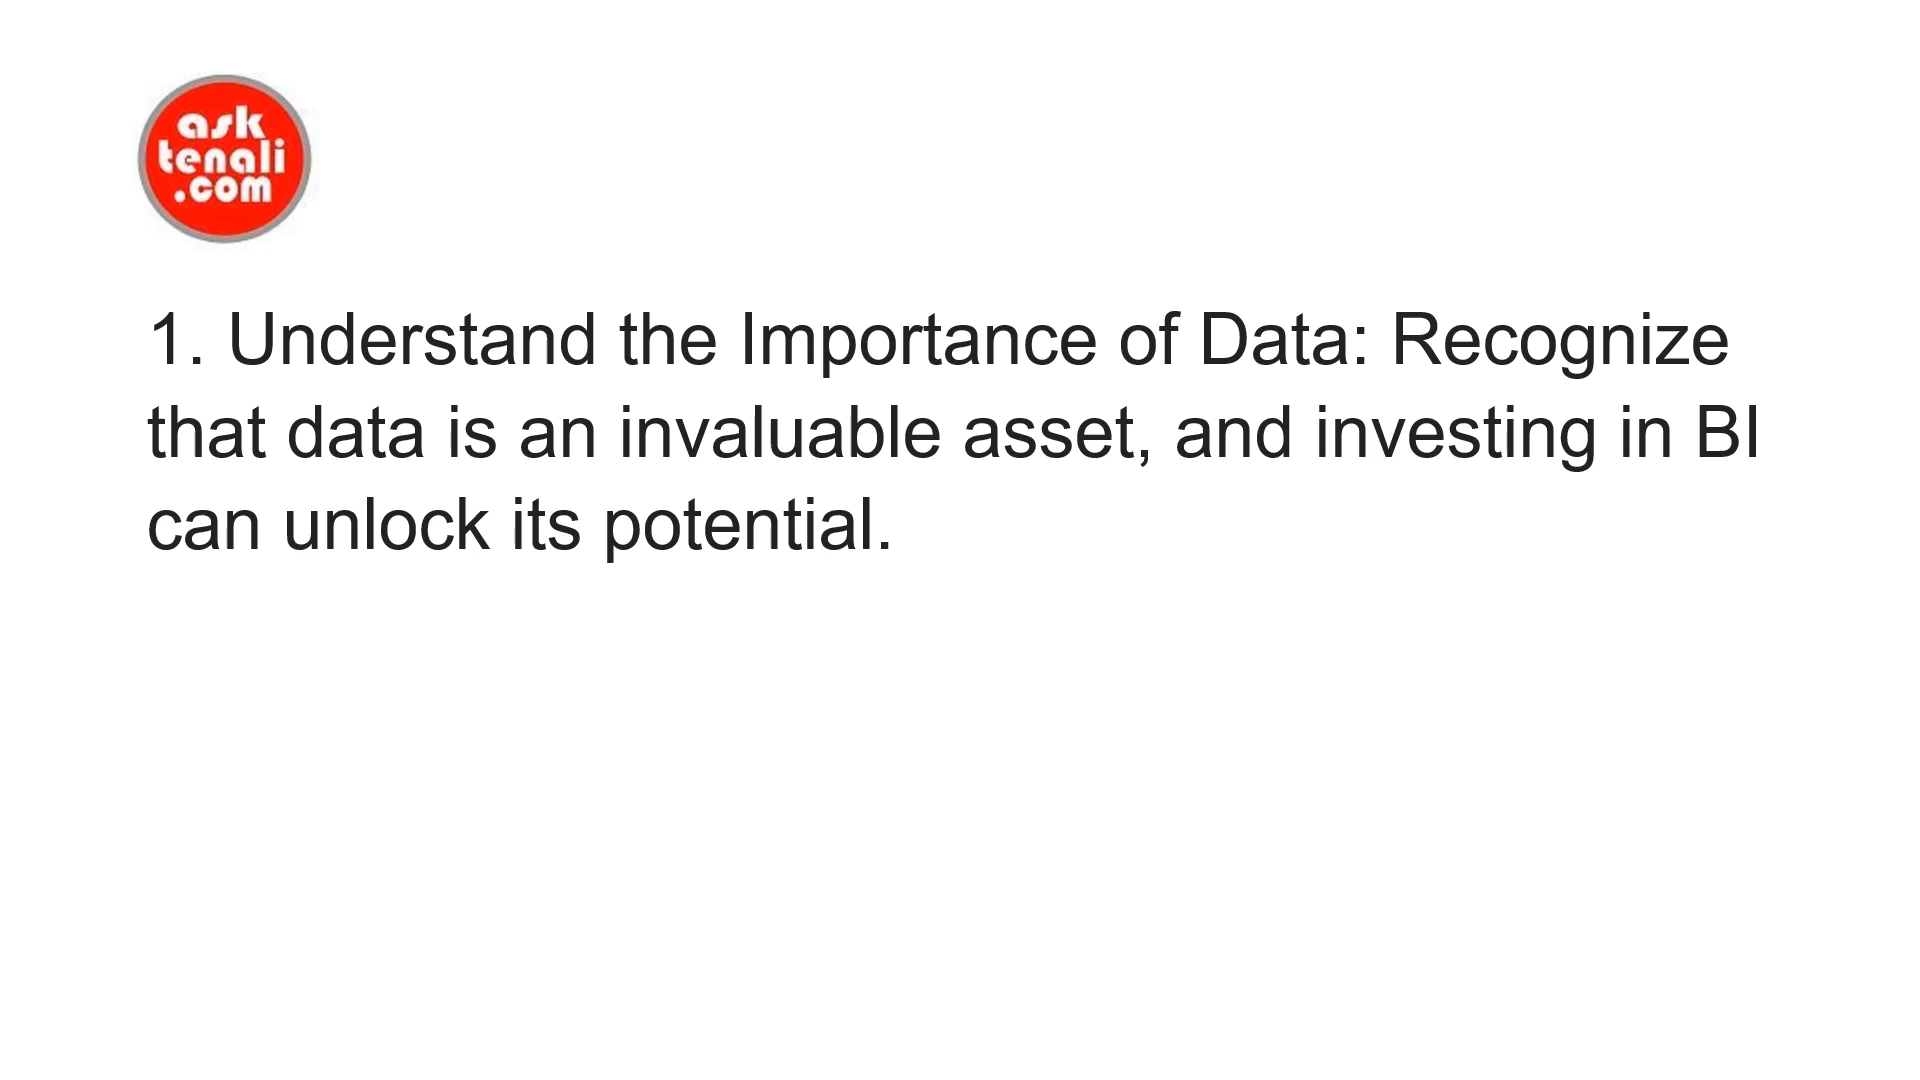 ask
tenali
.com
1. Understand the Importance of Data: Recognize
that data is an invaluable asset, and investing in BI
can unlock its potential.